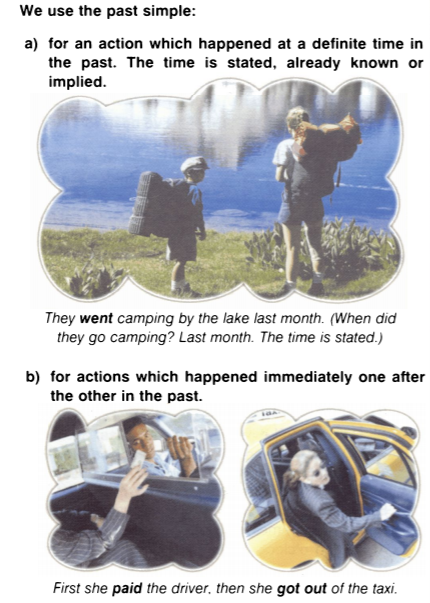 We use the past simple:
a) for an action which happened at a definite time in
the past. The time is stated, already known or
implied.
They went camping by the lake last month. (When did
they go camping? Last month. The time is stated.)
b) for actions which happened immediately one after
the other in the past.
First she paid the driver, then she got out of the taxi.